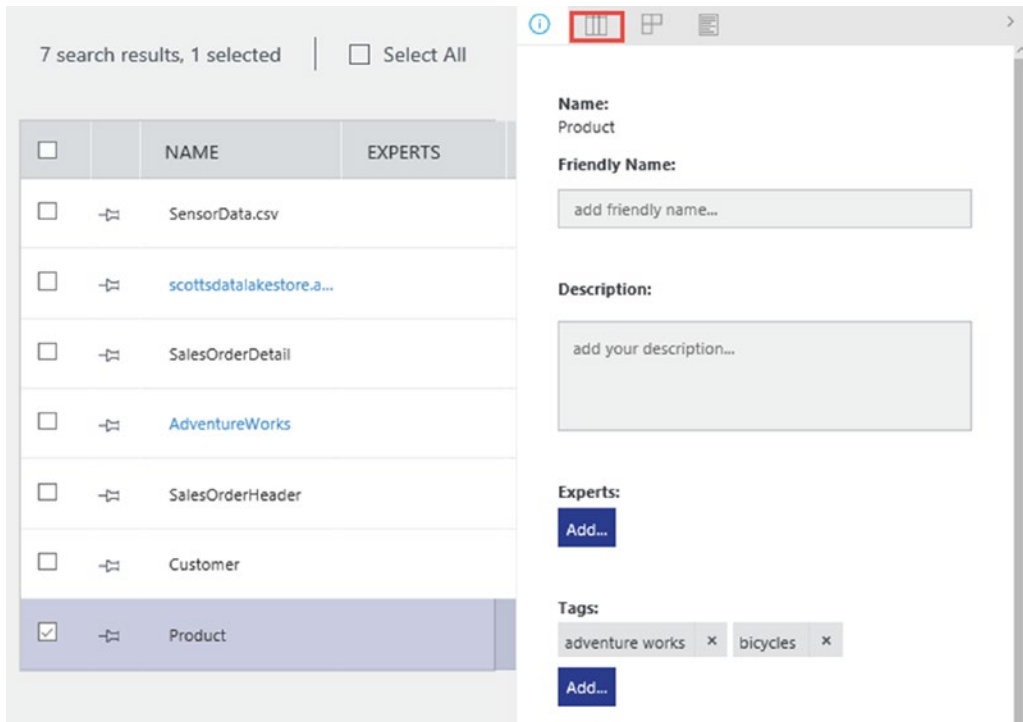 7 search results, 1 selected
Select All
NAME EXPERTS
SensorData.csv
scottsdatalakestore.a...
SalesOrderDetail
AdventureWorks
SalesOrderHeader
Customer
Product
Name:
Product
Friendly Name:
add friendly name...
Description:
add your description...
Experts:
Add...
Tags:
adventure works × bicycles ×
Add...